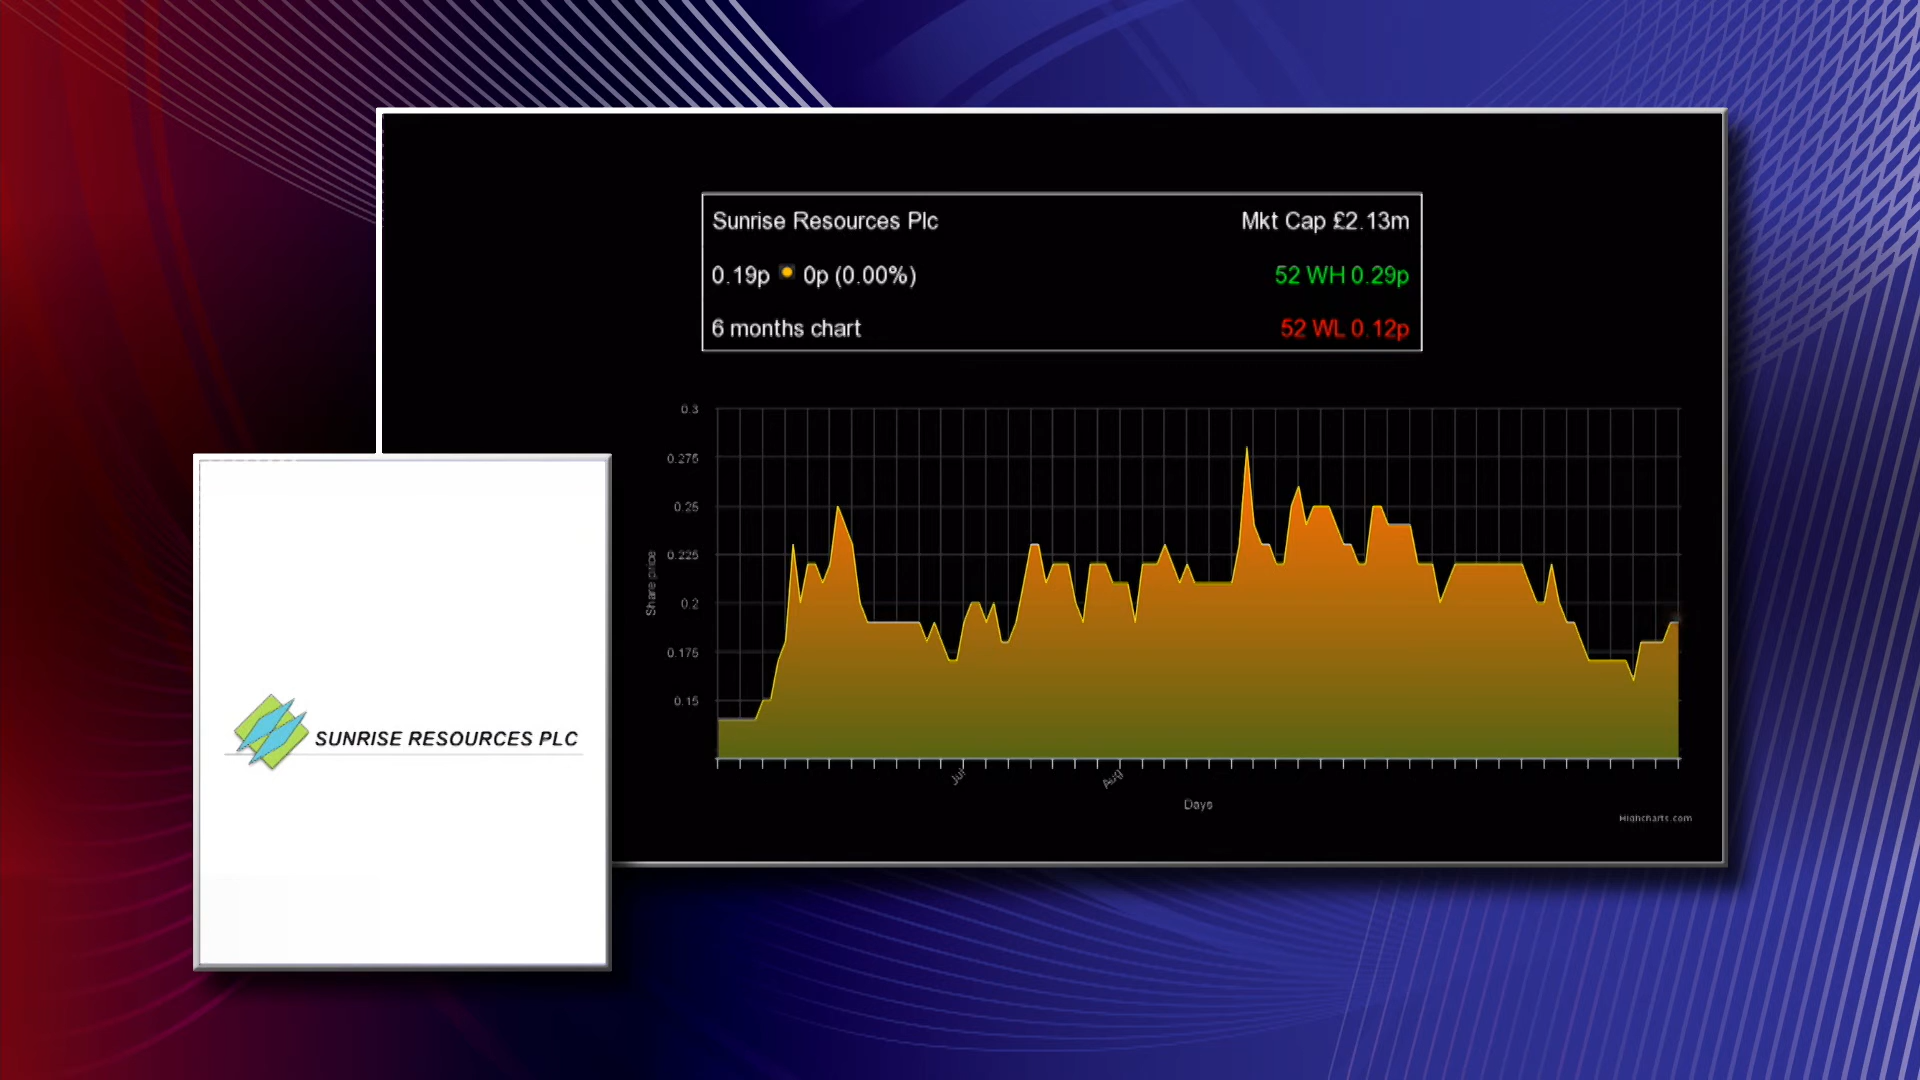 Sunrise Resources Plc
Mkt Cap £2.13m
0.19p 0p (0.00%)
52 WH 0.29p
6 months chart
52 WL 0.12p
0.3
0.275
0.25
0.225
0.2
0.175
0.15
Share price
Jul
Aug
Days
Highcharts.com
SUNRISE RESOURCES PLC